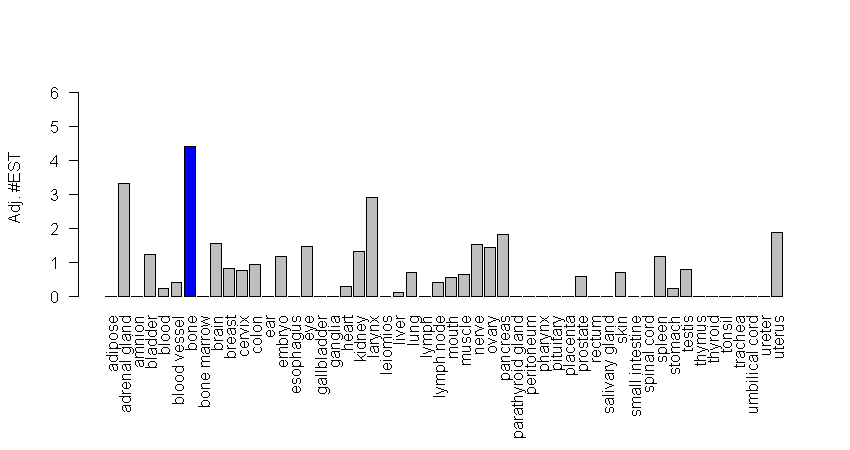 6
5
4
3
2
1
0
Adj. #EST
adipose
adrenal gland
amnion
bladder
blood
blood vessel
bone
bone marrow
brain
breast
cervix
colon
ear
embryo
esophagus
eye
gallbladder
ganglia
heart
kidney
larynx
leiomios
liver
lung
lymph
lymph node
mouth
muscle
nerve
ovary
pancreas
parathyroid gland
peritoneum
pharynx
pituitary
placenta
prostate
rectum
salivary gland
skin
small intestine
spinal cord
spleen
stomach
testis
thymus
thyroid
tonsil
trachea
umbilical cord
ureter
uterus